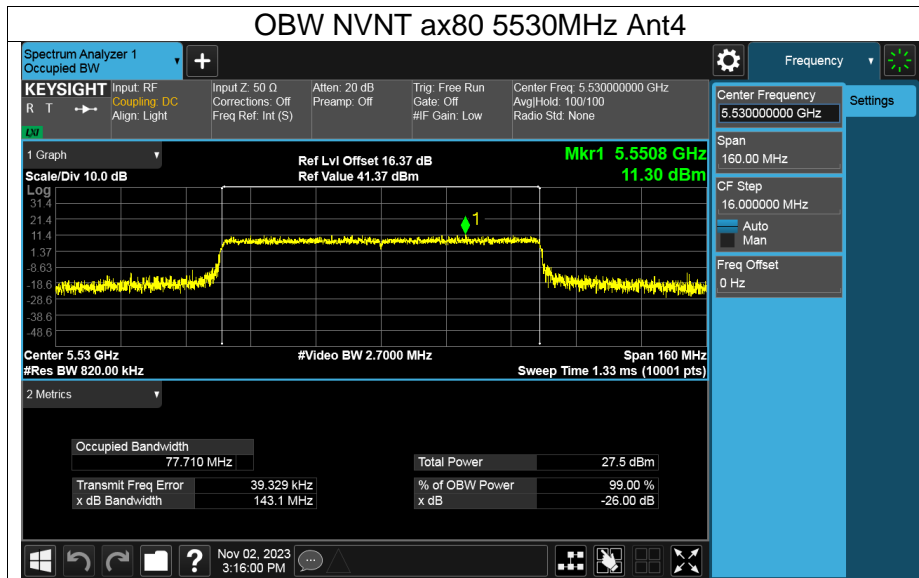 OBW NVNT ax80 5530MHz Ant4
Spectrum Analyzer 1
Occupied BW
+
Frequency
KEYSIGHT
R T
LXI
Input: RF
Coupling: DC
Align: Light
Input Z: 50 Ω
Corrections: Off
Freq Ref: Int (S)
Atten: 20 dB
Preamp: Off
Trig: Free Run
Gate: Off
#IF Gain: Low
Center Freq: 5.530000000 GHz
Avg|Hold: 100/100
Radio Std: None
Center Frequency
5.530000000 GHz
Settings
Span
160.00 MHz
CF Step
16.000000 MHz
Auto
Man
Freq Offset
0 Hz
1 Graph
Scale/Div 10.0 dB
Ref Lvl Offset 16.37 dB
Ref Value 41.37 dBm
Mkr1 5.5508 GHz
11.30 dBm
Log
31.4
21.4
11.4
1.37
-8.63
-18.6
-28.6
-38.6
-48.6
1
Center 5.53 GHz
#Res BW 820.00 kHz
#Video BW 2.7000 MHz
Span 160 MHz
Sweep Time 1.33 ms (10001 pts)
2 Metrics
Occupied Bandwidth
77.710 MHz
Total Power 27.5 dBm
Transmit Freq Error 39.329 kHz
% of OBW Power 99.00 %
x dB Bandwidth 143.1 MHz
x dB -26.00 dB
?
Nov 02, 2023
3:16:00 PM